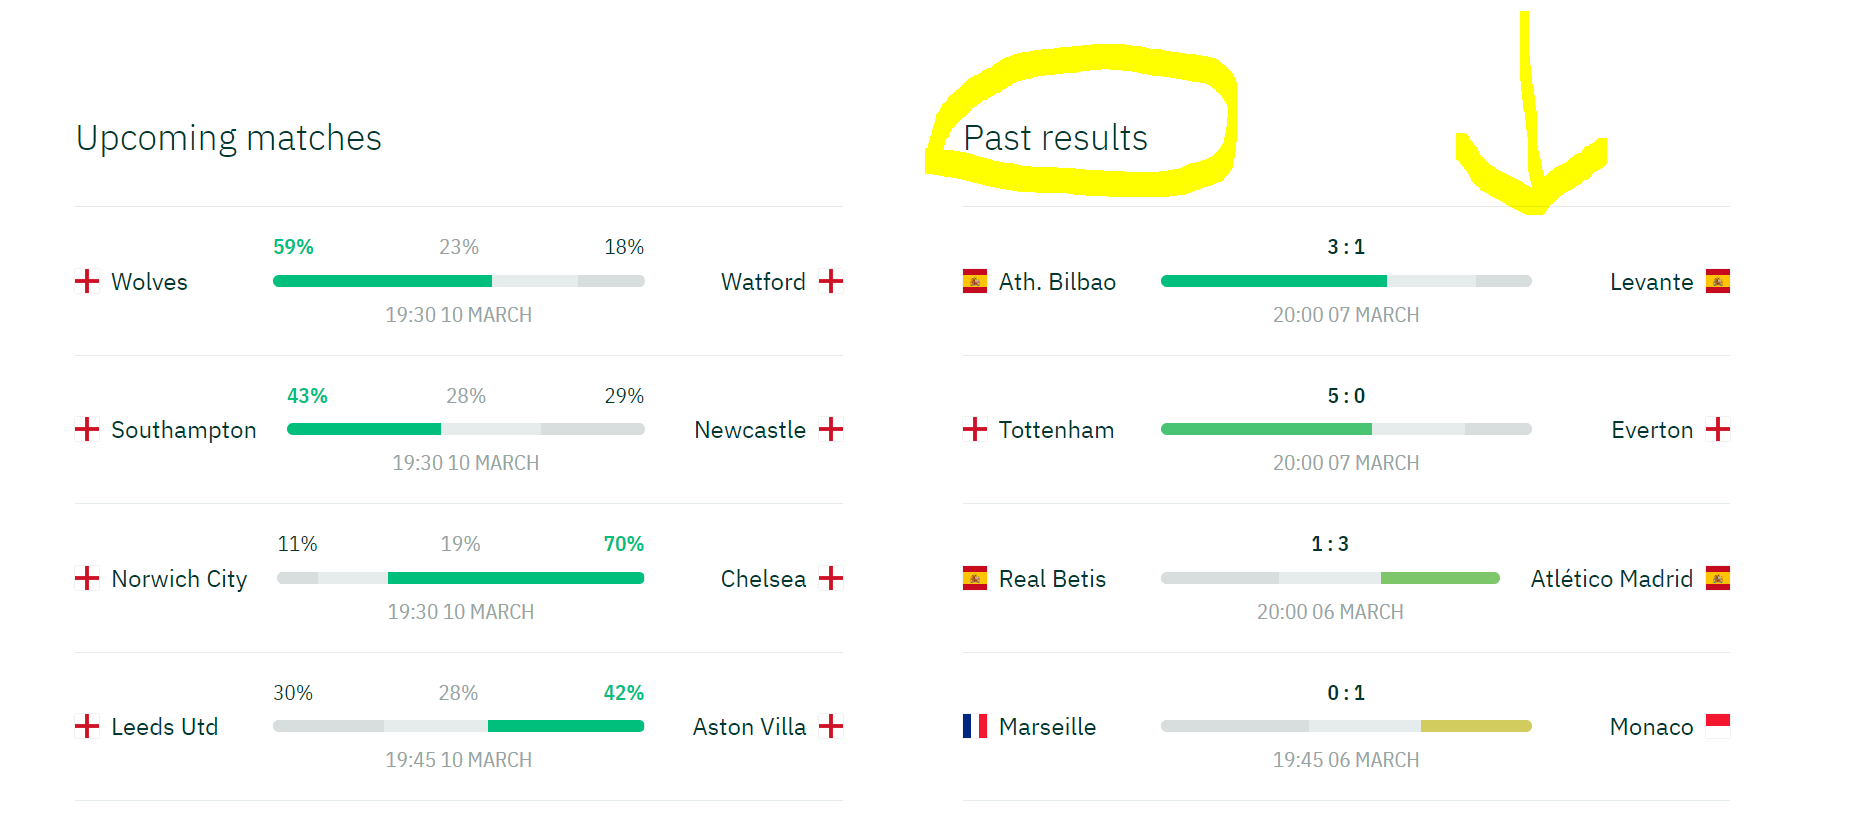 Upcoming matches
59% 23% 18%
Wolves Watford
19:30 10 MARCH
43% 28% 29%
Southampton Newcastle
19:30 10 MARCH
11% 19% 70%
Norwich City Chelsea
19:30 10 MARCH
30% 28% 42%
Leeds Utd Aston Villa
19:45 10 MARCH
Past results
3 : 1
Ath. Bilbao Levante
20:00 07 MARCH
5 : 0
Tottenham Everton
20:00 07 MARCH
1 : 3
Real Betis Atlético Madrid
20:00 06 MARCH
0 : 1
Marseille Monaco
19:45 06 MARCH